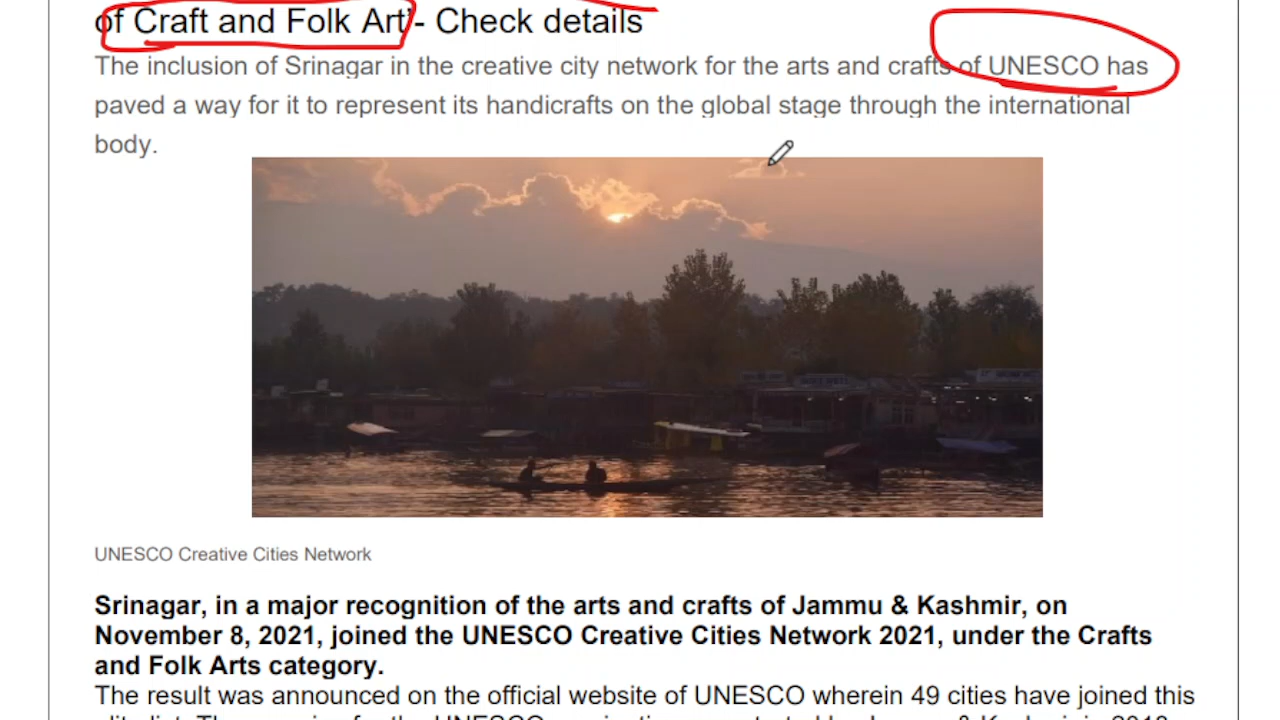 of Craft and Folk Art'- Check details
The inclusion of Srinagar in the creative city network for the arts and crafts of UNESCO has
paved a way for it to represent its handicrafts on the global stage through the international
body.
UNESCO Creative Cities Network
Srinagar, in a major recognition of the arts and crafts of Jammu & Kashmir, on
November 8, 2021, joined the UNESCO Creative Cities Network 2021, under the Crafts
and Folk Arts category.
The result was announced on the official website of UNESCO wherein 49 cities have joined this